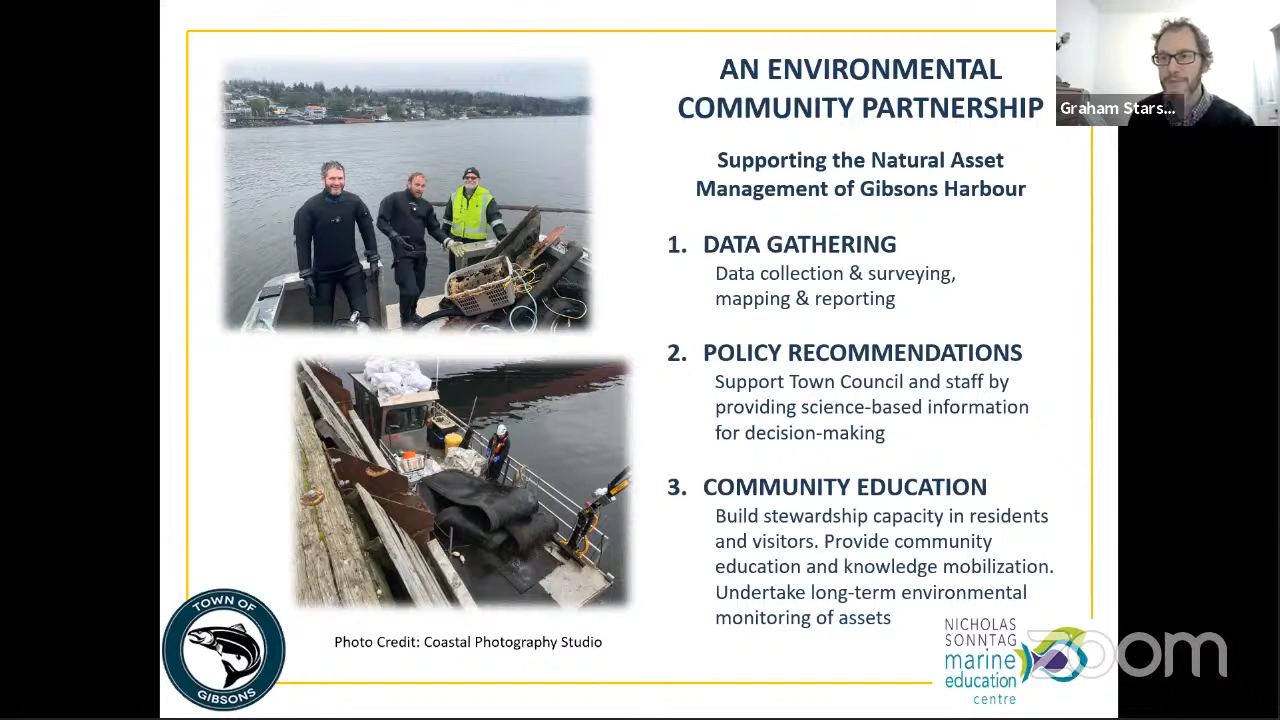 AN ENVIRONMENTAL
COMMUNITY PARTNERSHIP
Graham Stars...
Supporting the Natural Asset
Management of Gibsons Harbour
1. DATA GATHERING
Data collection & surveying,
mapping & reporting
2. POLICY RECOMMENDATIONS
Support Town Council and staff by
providing science-based information
for decision-making
3. COMMUNITY EDUCATION
Build stewardship capacity in residents
and visitors. Provide community
education and knowledge mobilization.
Undertake long-term environmental
monitoring of assets
Photo Credit: Coastal Photography Studio
TOWN OF
GIBSONS
NICHOLAS
SONNTAG
marine
education
centre
zoom